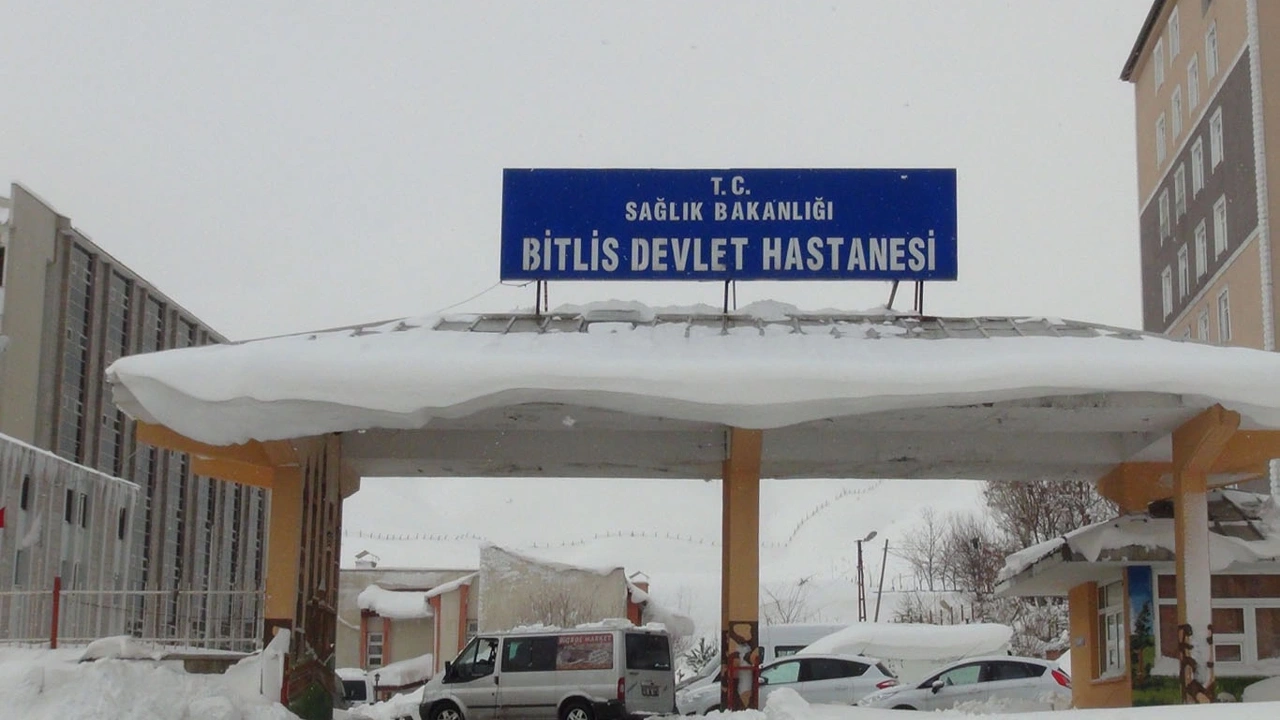 T.C.
SAĞLIK BAKANLIĞI
BİTLİS DEVLET HASTANESİ